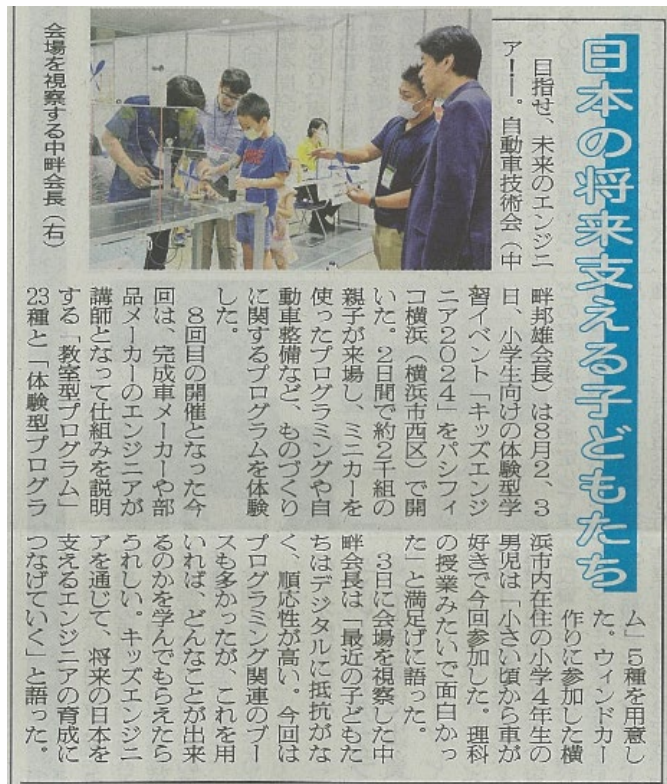 日本の将来支える子どもたち
目指せ、未来のエンジニ
ア!―。自動車技術会（中
畔邦雄会長）は8月2、3
日、小学生向けの体験型学
習イベント「キッズエンジ
ニア2024」をパシフィ
コ横浜（横浜市西区）で開
いた。2日間で約2千組の
親子が来場し、ミニカーを
使ったプログラミングや自
動車整備など、ものづくり
に関するプログラムを体験
した。
8回目の開催となった今
回は、完成車メーカーや部
品メーカーのエンジニアが
講師となって仕組みを説明
する「教室型プログラム」
23種と「体験型プログラ
ム」5種を用意し
た。ウィンドカー
作りに参加した横
浜市内在住の小学4年生の
男児は「小さい頃から車が
好きで今回参加した。理科
の授業みたいで面白かっ
た」と満足げに語った。
3日に会場を視察した中
畔会長は「最近の子どもた
ちはデジタルに抵抗がな
く、順応性が高い。今回は
プログラミング関連のブー
スも多かったが、これを用
いれば、どんなことが出来
るのかを学んでもらえたら
うれしい。キッズエンジニ
アを通じて、将来の日本を
支えるエンジニアの育成に
つなげていく」と語った。
会場を視察する中畔会長（右）